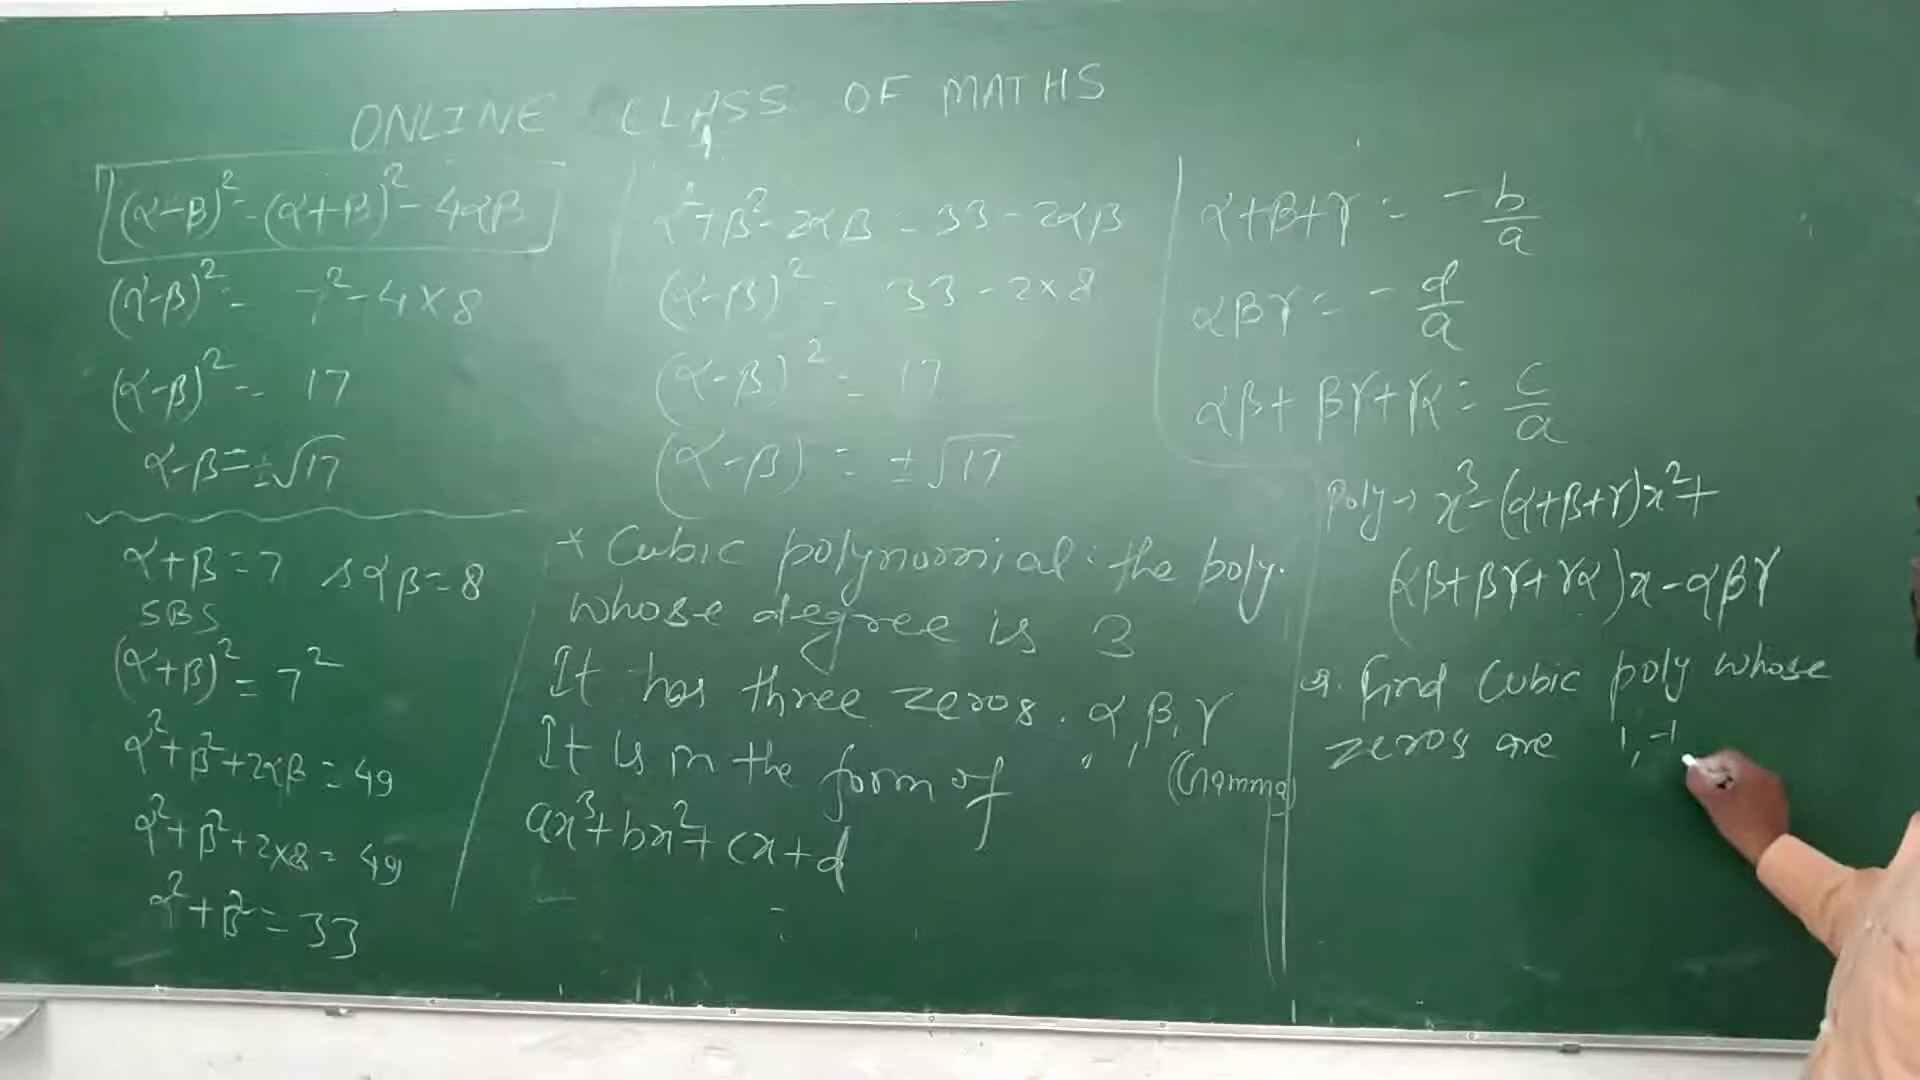 ONLINE CLASS OF MATHS
(α-β)² = (α+β)² - 4αβ
(α-β)² = 7² - 4×8
(α-β)² = 17
α-β = ±√17
α+β = 7, αβ = 8
SBS
(α+β)² = 7²
α²+β²+2αβ = 49
α²+β²+2×8 = 49
α²+β² = 33
α²+β²-2αβ = 33-2αβ
(α-β)² = 33-2×8
(α-β)² = 17
(α-β) = ±√17
* Cubic polynomial: the poly.
whose degree is 3
It has three zeros. α, β, γ
(Gamma)
It is in the form of
ax³+bx²+cx+d
α+β+γ = -b/a
αβγ = -d/a
αβ+βγ+γα = c/a
Poly → x³-(α+β+γ)x²+
(αβ+βγ+γα)x-αβγ
Q. Find Cubic poly whose
zeros are 1, -1